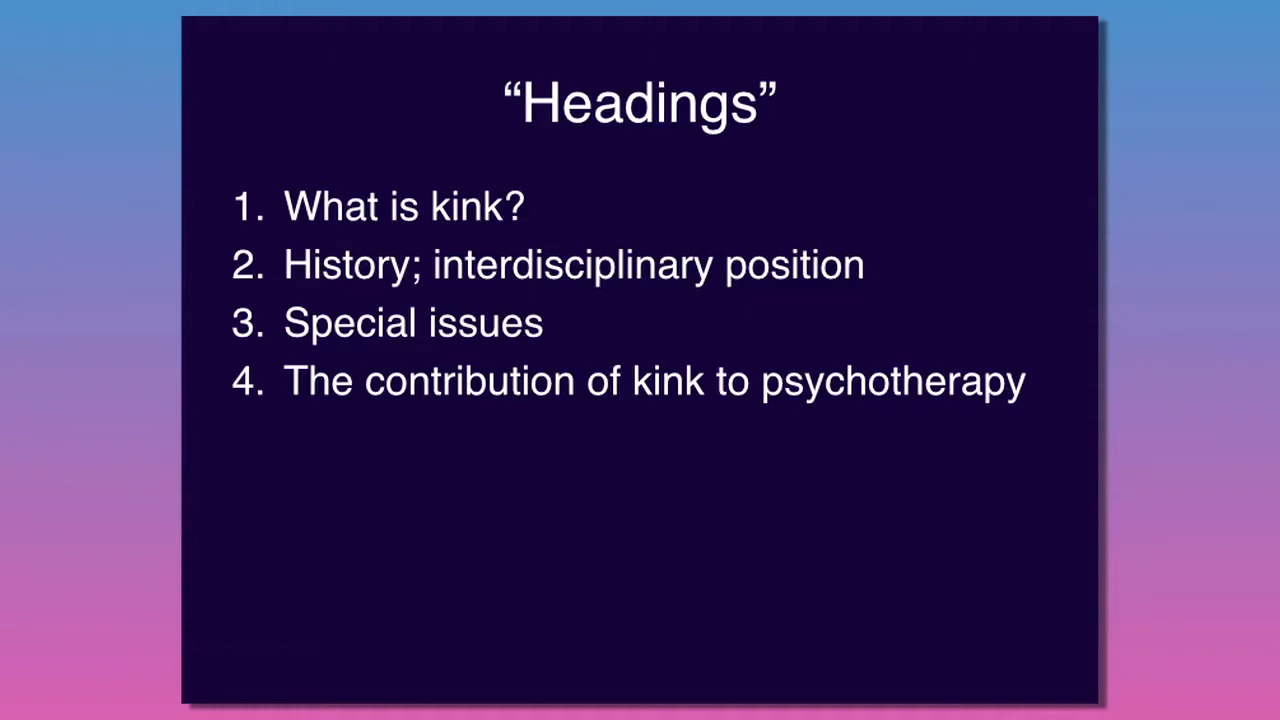 “Headings”
1. What is kink?
2. History; interdisciplinary position
3. Special issues
4. The contribution of kink to psychotherapy